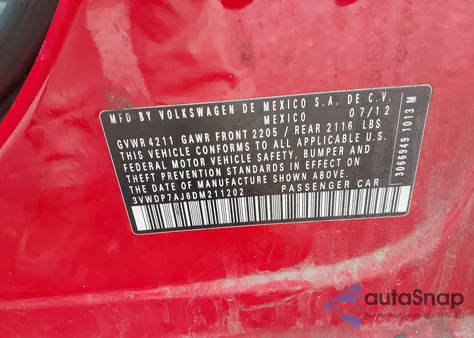 MFD BY VOLKSWAGEN DE MEXICO S.A. DE C.V.
MEXICO 07/12
GVWR 4211 GAWR FRONT 2205 / REAR 2116 LBS
THIS VEHICLE CONFORMS TO ALL APPLICABLE U.S.
FEDERAL MOTOR VEHICLE SAFETY, BUMPER AND
THEFT PREVENTION STANDARDS IN EFFECT ON
THE DATE OF MANUFACTURE SHOWN ABOVE.
3VWDP7AJ6DM211202 PASSENGER CAR
3066949 1013 M
autoSnap